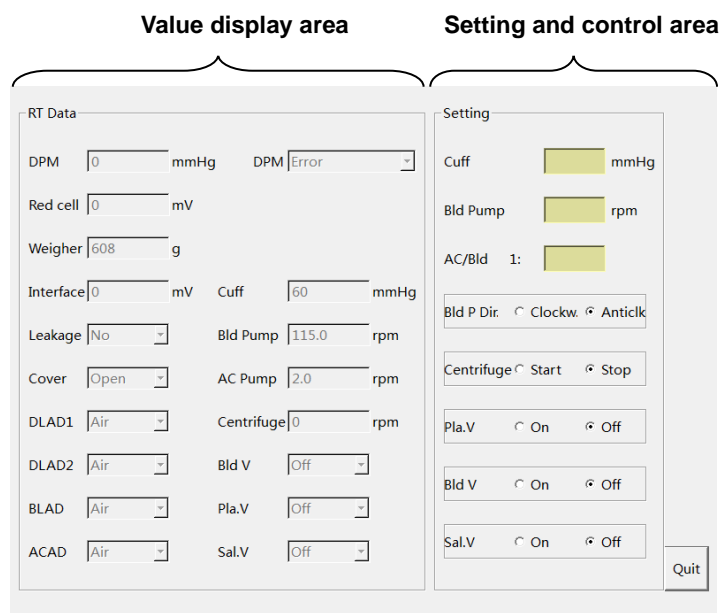 Value display area
Setting and control area
RT Data
DPM 0 mmHg DPM Error
Red cell 0 mV
Weigher 608 g
Interface 0 mV Cuff 60 mmHg
Leakage No Bld Pump 115.0 rpm
Cover Open AC Pump 2.0 rpm
DLAD1 Air Centrifuge 0 rpm
DLAD2 Air Bld V Off
BLAD Air Pla.V Off
ACAD Air Sal.V Off
Setting
Cuff mmHg
Bld Pump rpm
AC/Bld 1:
Bld P Dir. Clockw. Anticlk
Centrifuge Start Stop
Pla.V On Off
Bld V On Off
Sal.V On Off
Quit